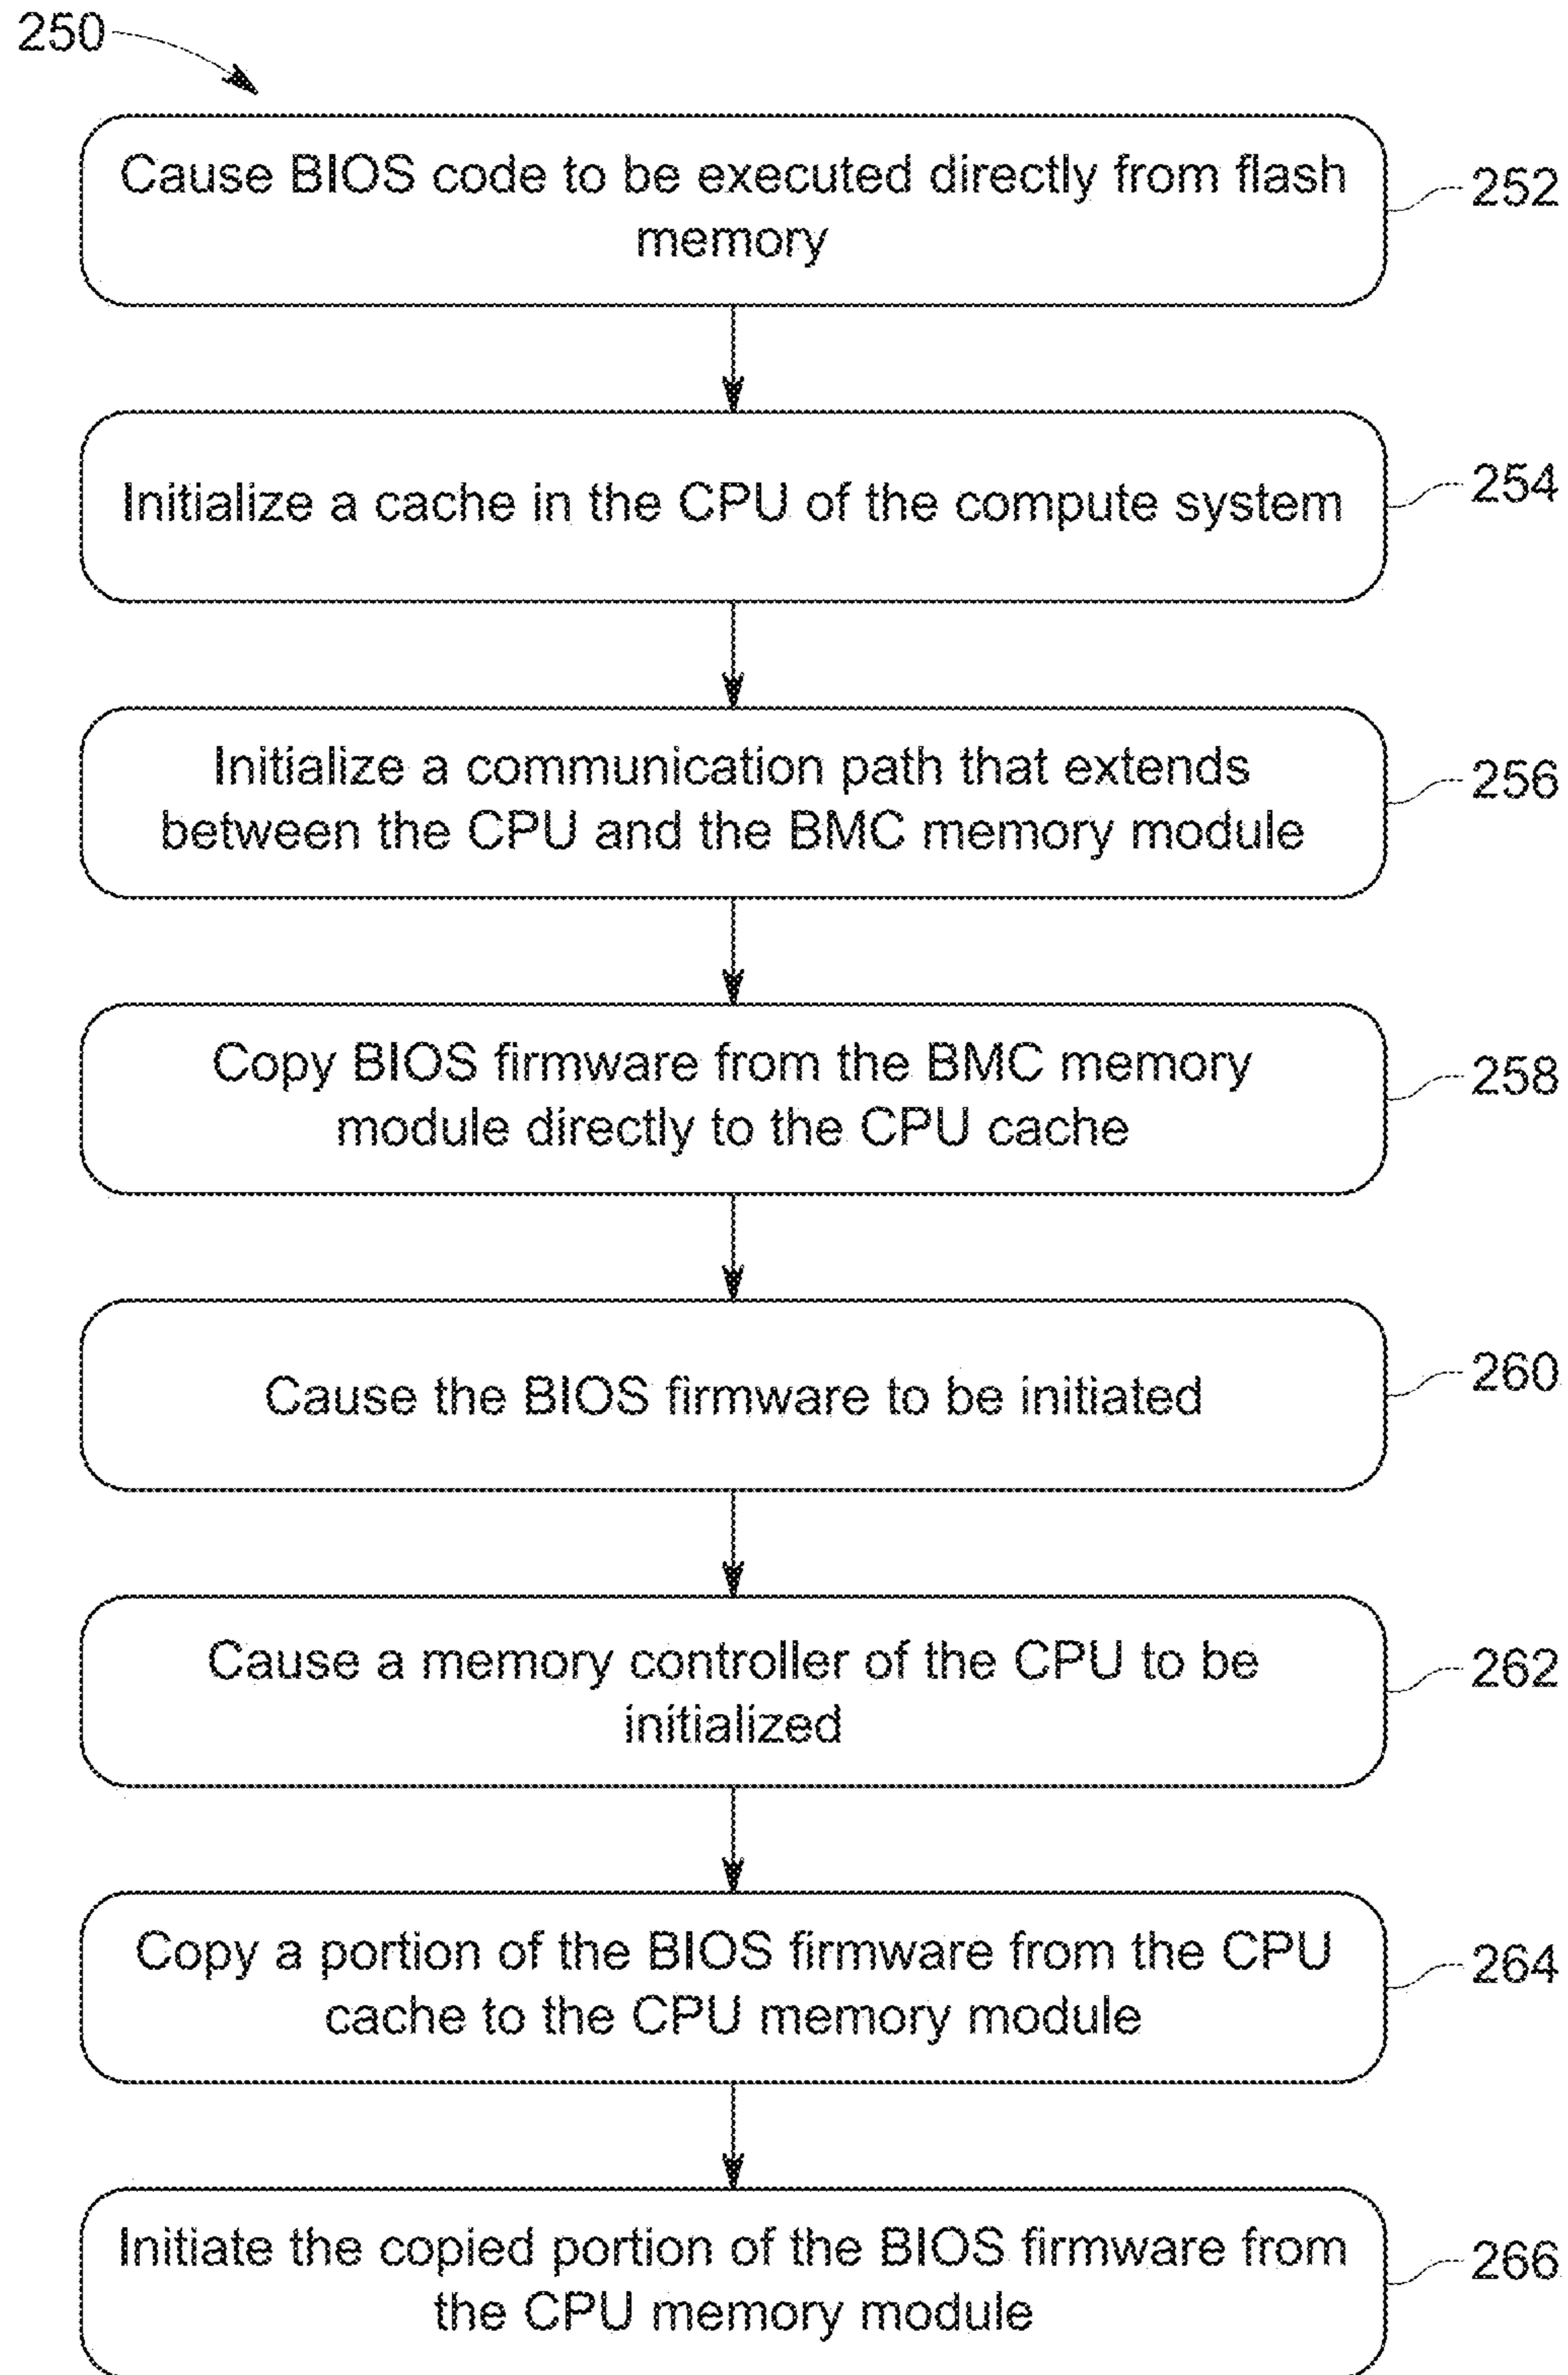 250
Cause BIOS code to be executed directly from flash
memory
252
Initialize a cache in the CPU of the compute system
254
Initialize a communication path that extends
between the CPU and the BMC memory module
256
Copy BIOS firmware from the BMC memory
module directly to the CPU cache
258
Cause the BIOS firmware to be initiated
260
Cause a memory controller of the CPU to be
initialized
262
Copy a portion of the BIOS firmware from the CPU
cache to the CPU memory module
264
Initiate the copied portion of the BIOS firmware from
the CPU memory module
266